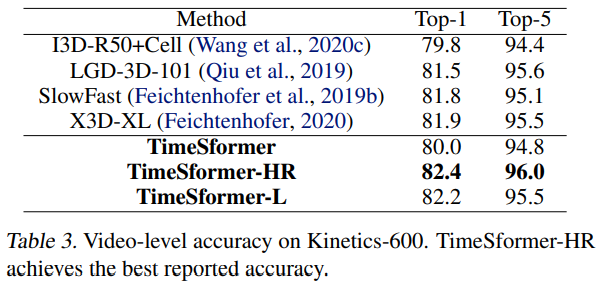 Method Top-1 Top-5
I3D-R50+Cell (Wang et al., 2020c) 79.8 94.4
LGD-3D-101 (Qiu et al., 2019) 81.5 95.6
SlowFast (Feichtenhofer et al., 2019b) 81.8 95.1
X3D-XL (Feichtenhofer, 2020) 81.9 95.5
TimeSformer 80.0 94.8
TimeSformer-HR 82.4 96.0
TimeSformer-L 82.2 95.5
Table 3. Video-level accuracy on Kinetics-600. TimeSformer-HR
achieves the best reported accuracy.